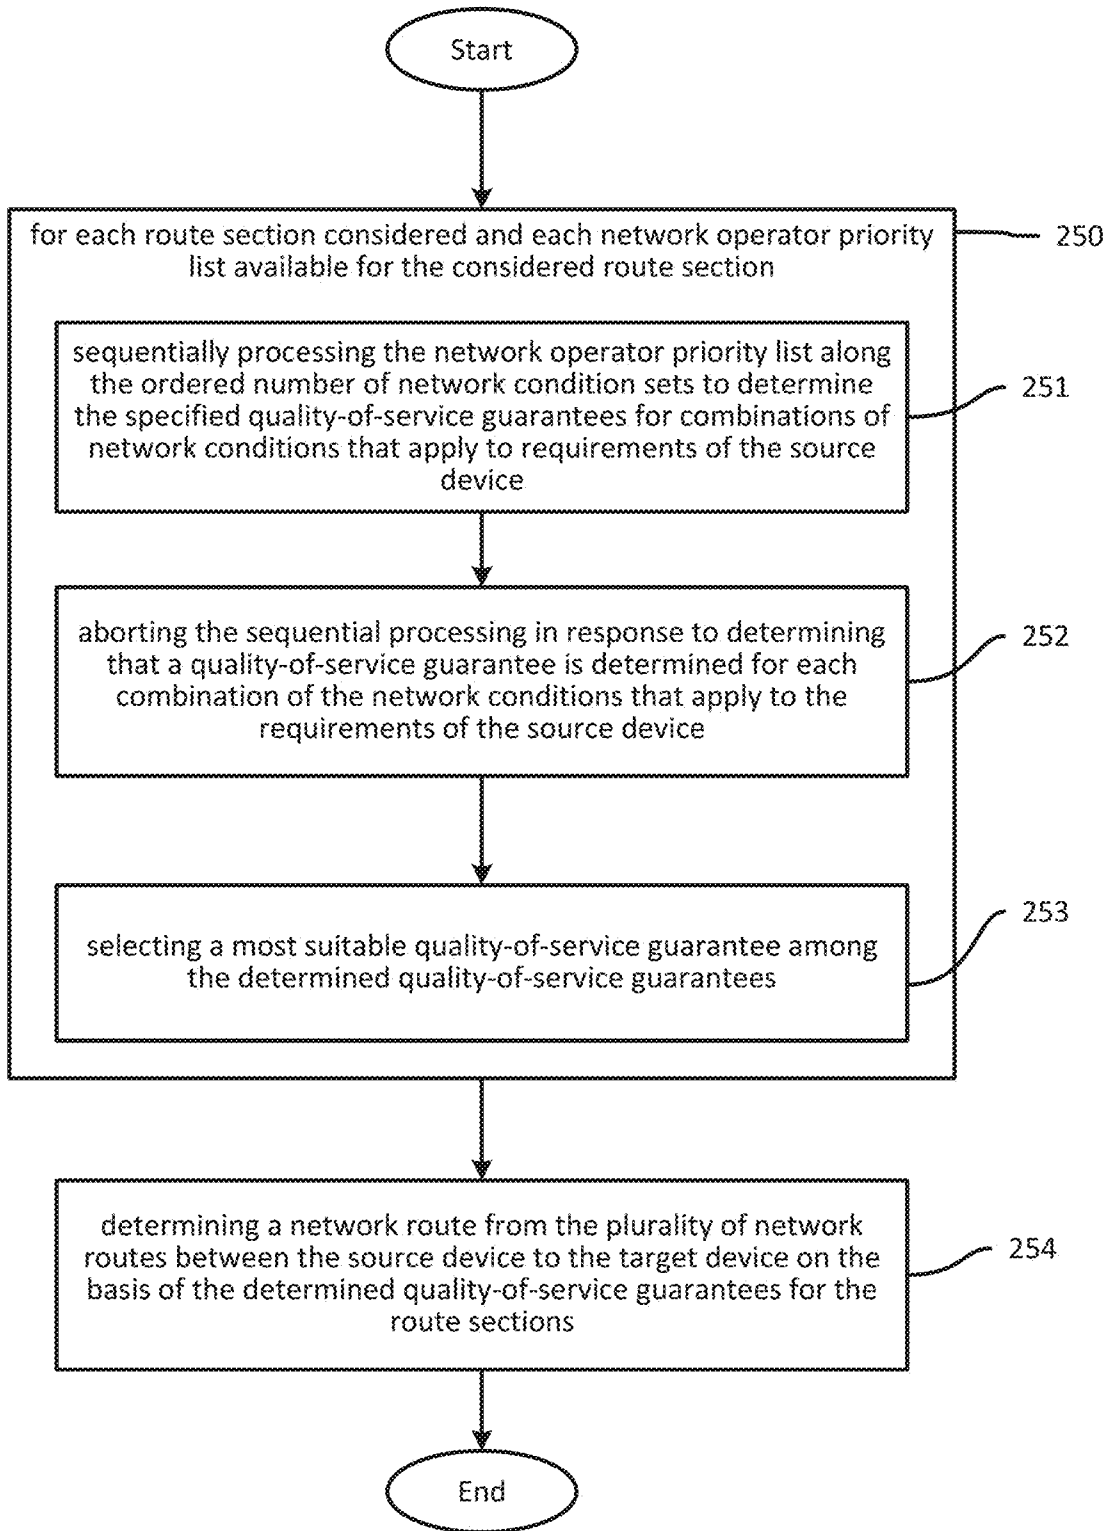 Start
for each route section considered and each network operator priority
list available for the considered route section
250
sequentially processing the network operator priority list along
the ordered number of network condition sets to determine
the specified quality-of-service guarantees for combinations of
network conditions that apply to requirements of the source
device
251
aborting the sequential processing in response to determining
that a quality-of-service guarantee is determined for each
combination of the network conditions that apply to the
requirements of the source device
252
selecting a most suitable quality-of-service guarantee among
the determined quality-of-service guarantees
253
determining a network route from the plurality of network
routes between the source device to the target device on the
basis of the determined quality-of-service guarantees for the
route sections
254
End